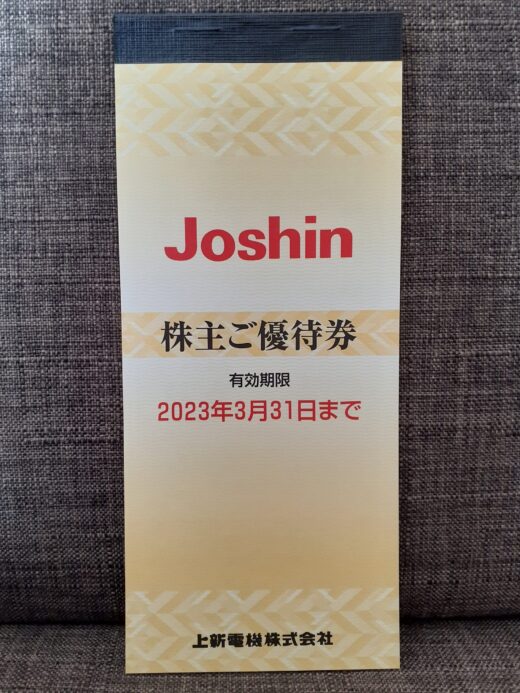 Joshin
株主ご優待券
有効期限
2023年3月31日まで
上新電機株式会社